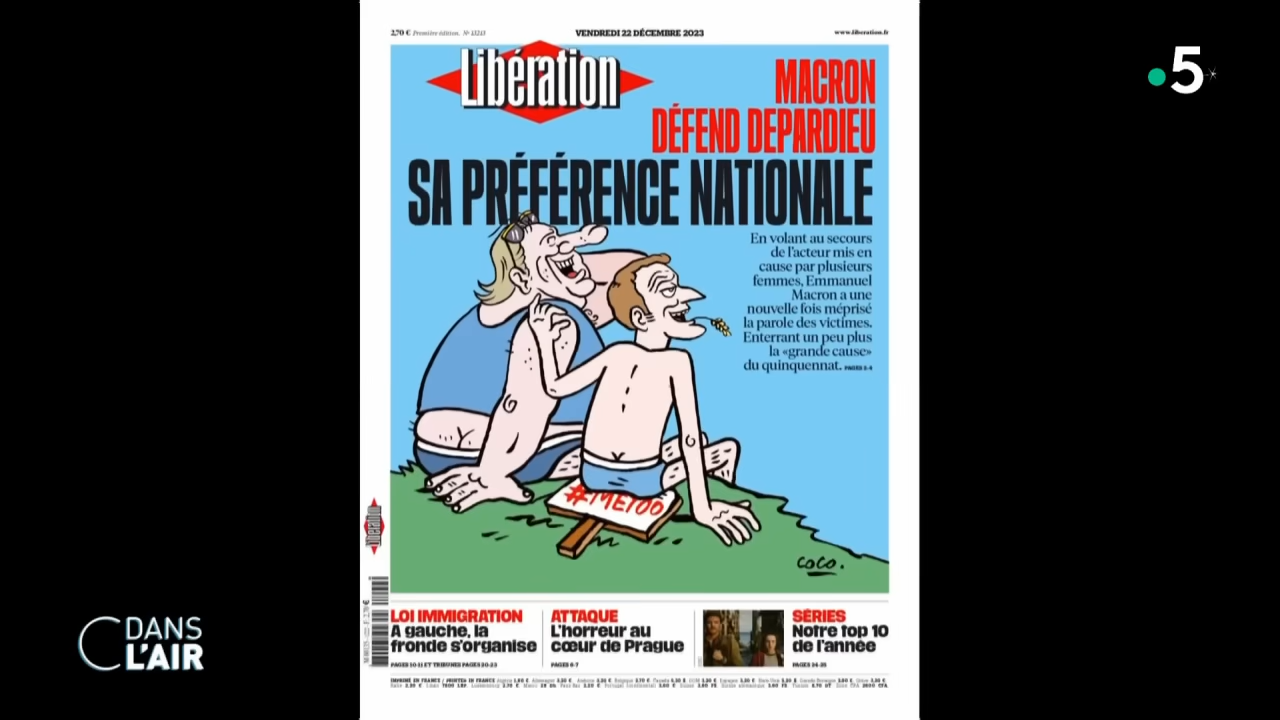 2,70 € Première édition. N° 13213
VENDREDI 22 DÉCEMBRE 2023
www.liberation.fr
Libération
MACRON
DÉFEND DEPARDIEU
SA PRÉFÉRENCE NATIONALE
En volant au secours
de l'acteur mis en
cause par plusieurs
femmes, Emmanuel
Macron a une
nouvelle fois méprisé
la parole des victimes.
Enterrant un peu plus
la «grande cause»
du quinquennat. PAGES 2-4
#METOO
COCO.
Libération
LOI IMMIGRATION
A gauche, la
fronde s'organise
PAGES 10-11 ET TRIBUNES PAGES 20-23
ATTAQUE
L'horreur au
cœur de Prague
PAGES 6-7
SÉRIES
Notre top 10
de l'année
PAGES 24-25
IMPRIMÉ EN FRANCE / PRINTED IN FRANCE
DANS
L'AIR
5